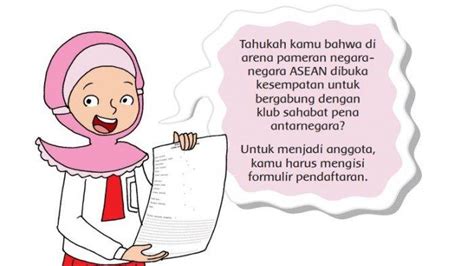 Tahukah kamu bahwa di
arena pameran negara-
negara ASEAN dibuka
kesempatan untuk
bergabung dengan
klub sahabat pena
antarnegara?
Untuk menjadi anggota,
kamu harus mengisi
formulir pendaftaran.